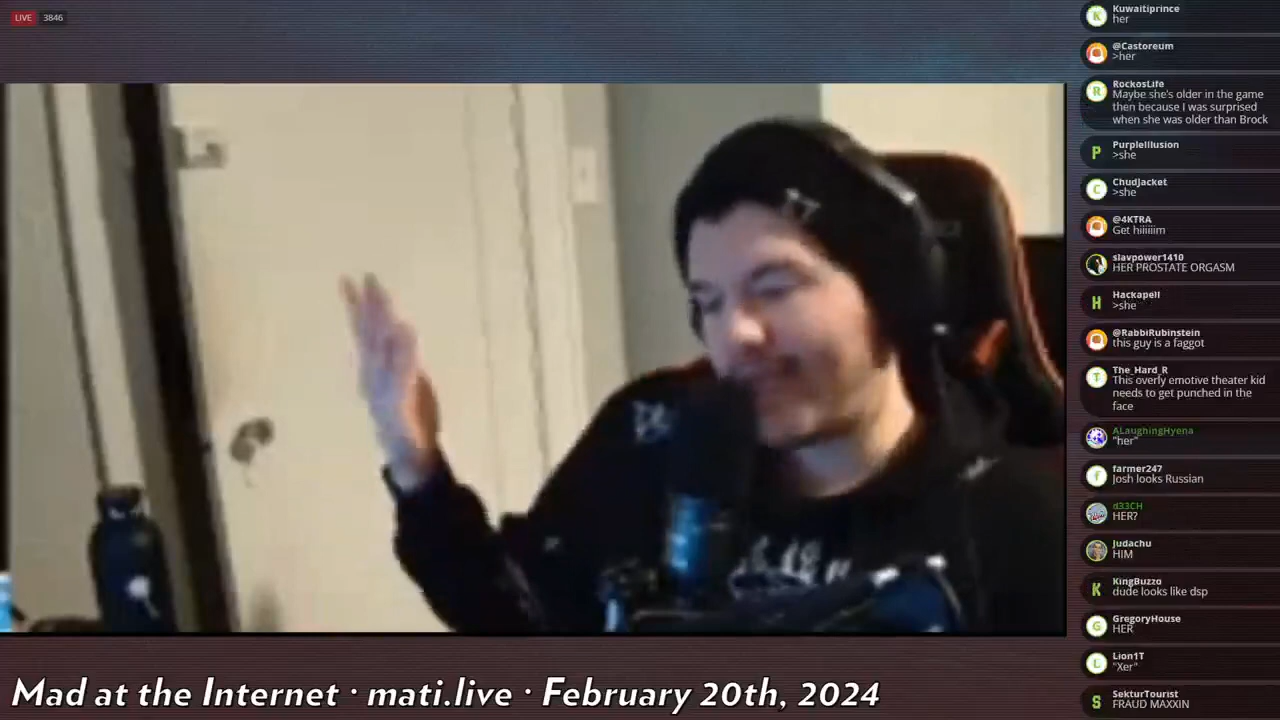 LIVE 3846
Kuwaitiprince
her
@Castoreum
>her
RockosLife
Maybe she's older in the game
then because I was surprised
when she was older than Brock
PurpleIllusion
>she
ChudJacket
>she
@4KTRA
Get hiiiiim
slavpower1410
HER PROSTATE ORGASM
Hackapell
>she
@RabbiRubinstein
this guy is a faggot
The_Hard_R
This overly emotive theater kid
needs to get punched in the
face
ALaughingHyena
"her"
farmer247
Josh looks Russian
d33CH
HER?
Judachu
HIM
KingBuzzo
dude looks like dsp
GregoryHouse
HER
Lion1T
"Xer"
SekturTourist
FRAUD MAXXIN
Mad at the Internet · mati.live · February 20th, 2024